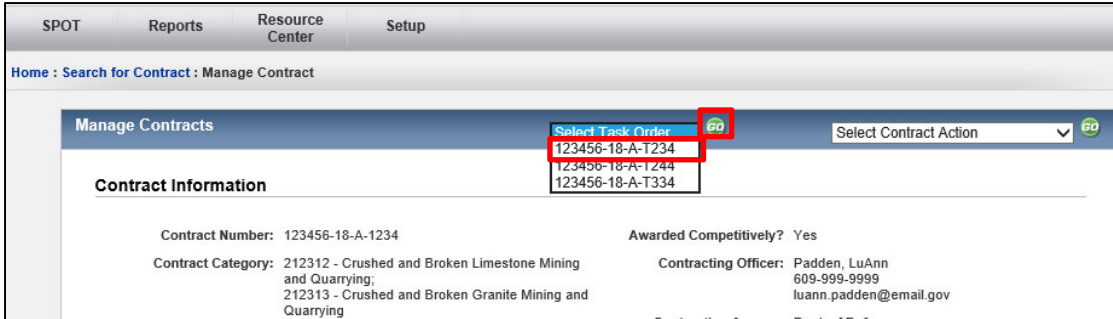 SPOT Reports Resource Center Setup
Home : Search for Contract : Manage Contract
Manage Contracts Select Task Order GO Select Contract Action GO
123456-18-A-T234
123456-18-A-T244
123456-18-A-T334
Contract Information
Contract Number: 123456-18-A-1234 Awarded Competitively? Yes
Contract Category: 212312 - Crushed and Broken Limestone Mining Contracting Officer: Padden, LuAnn
and Quarrying; 609-999-9999
212313 - Crushed and Broken Granite Mining and luann.padden@email.gov
Quarrying